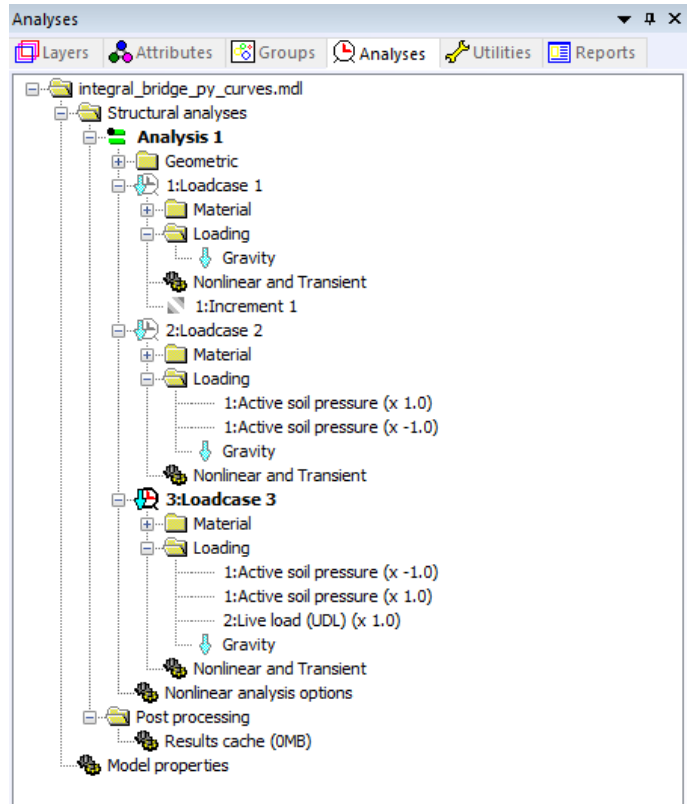 Analyses
Layers Attributes Groups Analyses Utilities Reports
integral_bridge_py_curves.mdl
Structural analyses
Analysis 1
Geometric
1:Loadcase 1
Material
Loading
Gravity
Nonlinear and Transient
1:Increment 1
2:Loadcase 2
Material
Loading
1:Active soil pressure (x 1.0)
1:Active soil pressure (x -1.0)
Gravity
Nonlinear and Transient
3:Loadcase 3
Material
Loading
1:Active soil pressure (x -1.0)
1:Active soil pressure (x 1.0)
2:Live load (UDL) (x 1.0)
Gravity
Nonlinear and Transient
Nonlinear analysis options
Post processing
Results cache (0MB)
Model properties